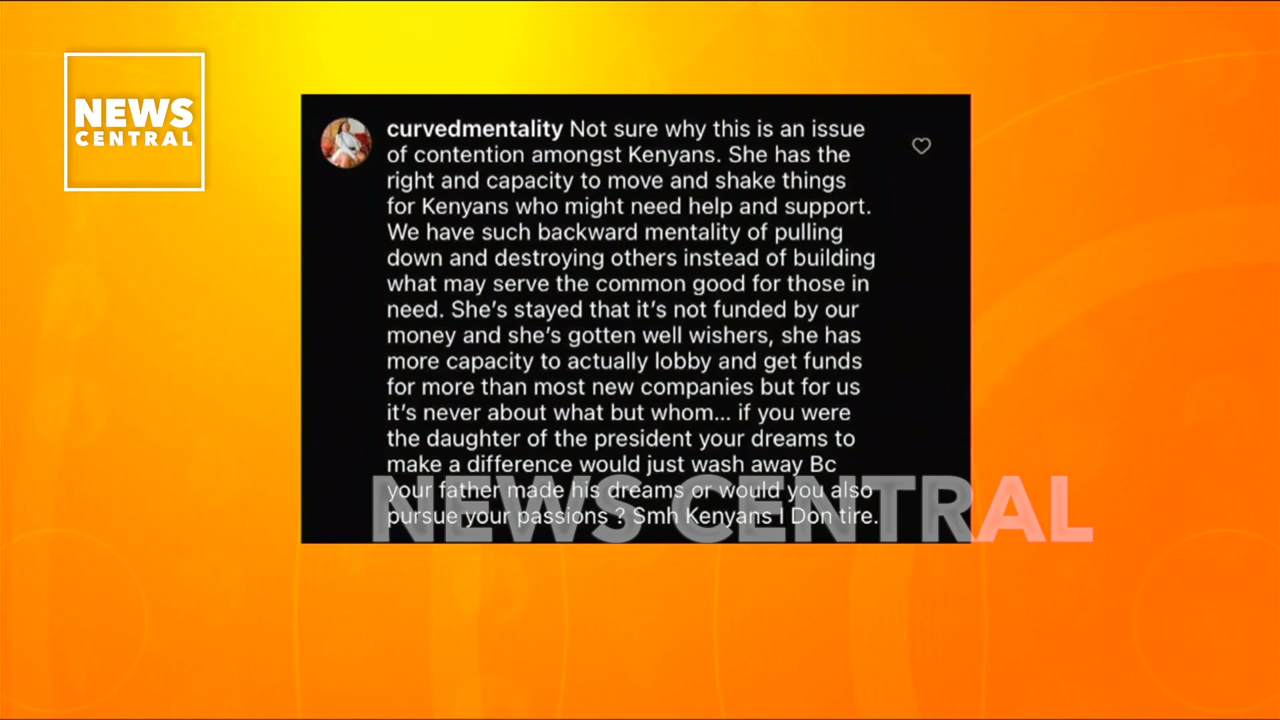 NEWS
CENTRAL
curvedmentality Not sure why this is an issue
of contention amongst Kenyans. She has the
right and capacity to move and shake things
for Kenyans who might need help and support.
We have such backward mentality of pulling
down and destroying others instead of building
what may serve the common good for those in
need. She's stayed that it's not funded by our
money and she's gotten well wishers, she has
more capacity to actually lobby and get funds
for more than most new companies but for us
it's never about what but whom... if you were
the daughter of the president your dreams to
make a difference would just wash away Bc
your father made his dreams or would you also
pursue your passions ? Smh Kenyans I Don tire.
NEWS CENTRAL